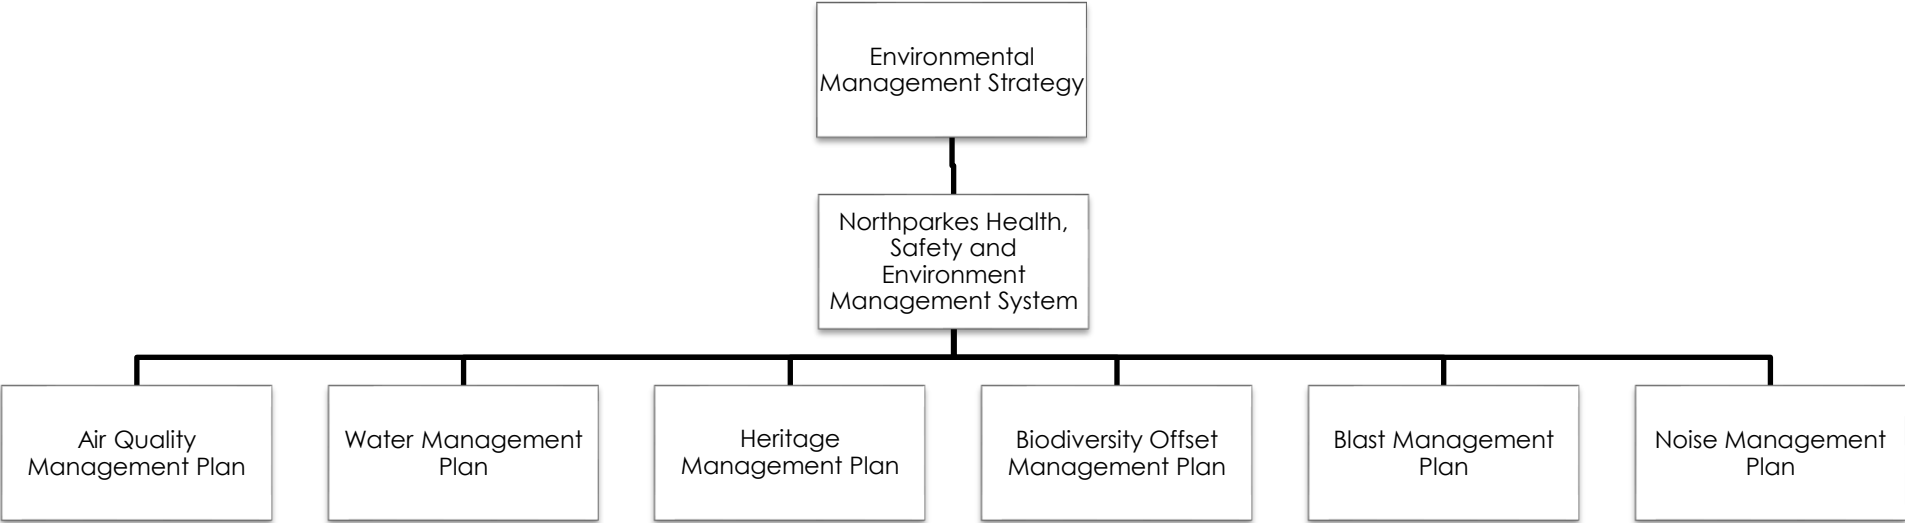 Environmental
Management Strategy
Northparkes Health,
Safety and
Environment
Management System
Air Quality
Management Plan
Water Management
Plan
Heritage
Management Plan
Biodiversity Offset
Management Plan
Blast Management
Plan
Noise Management
Plan